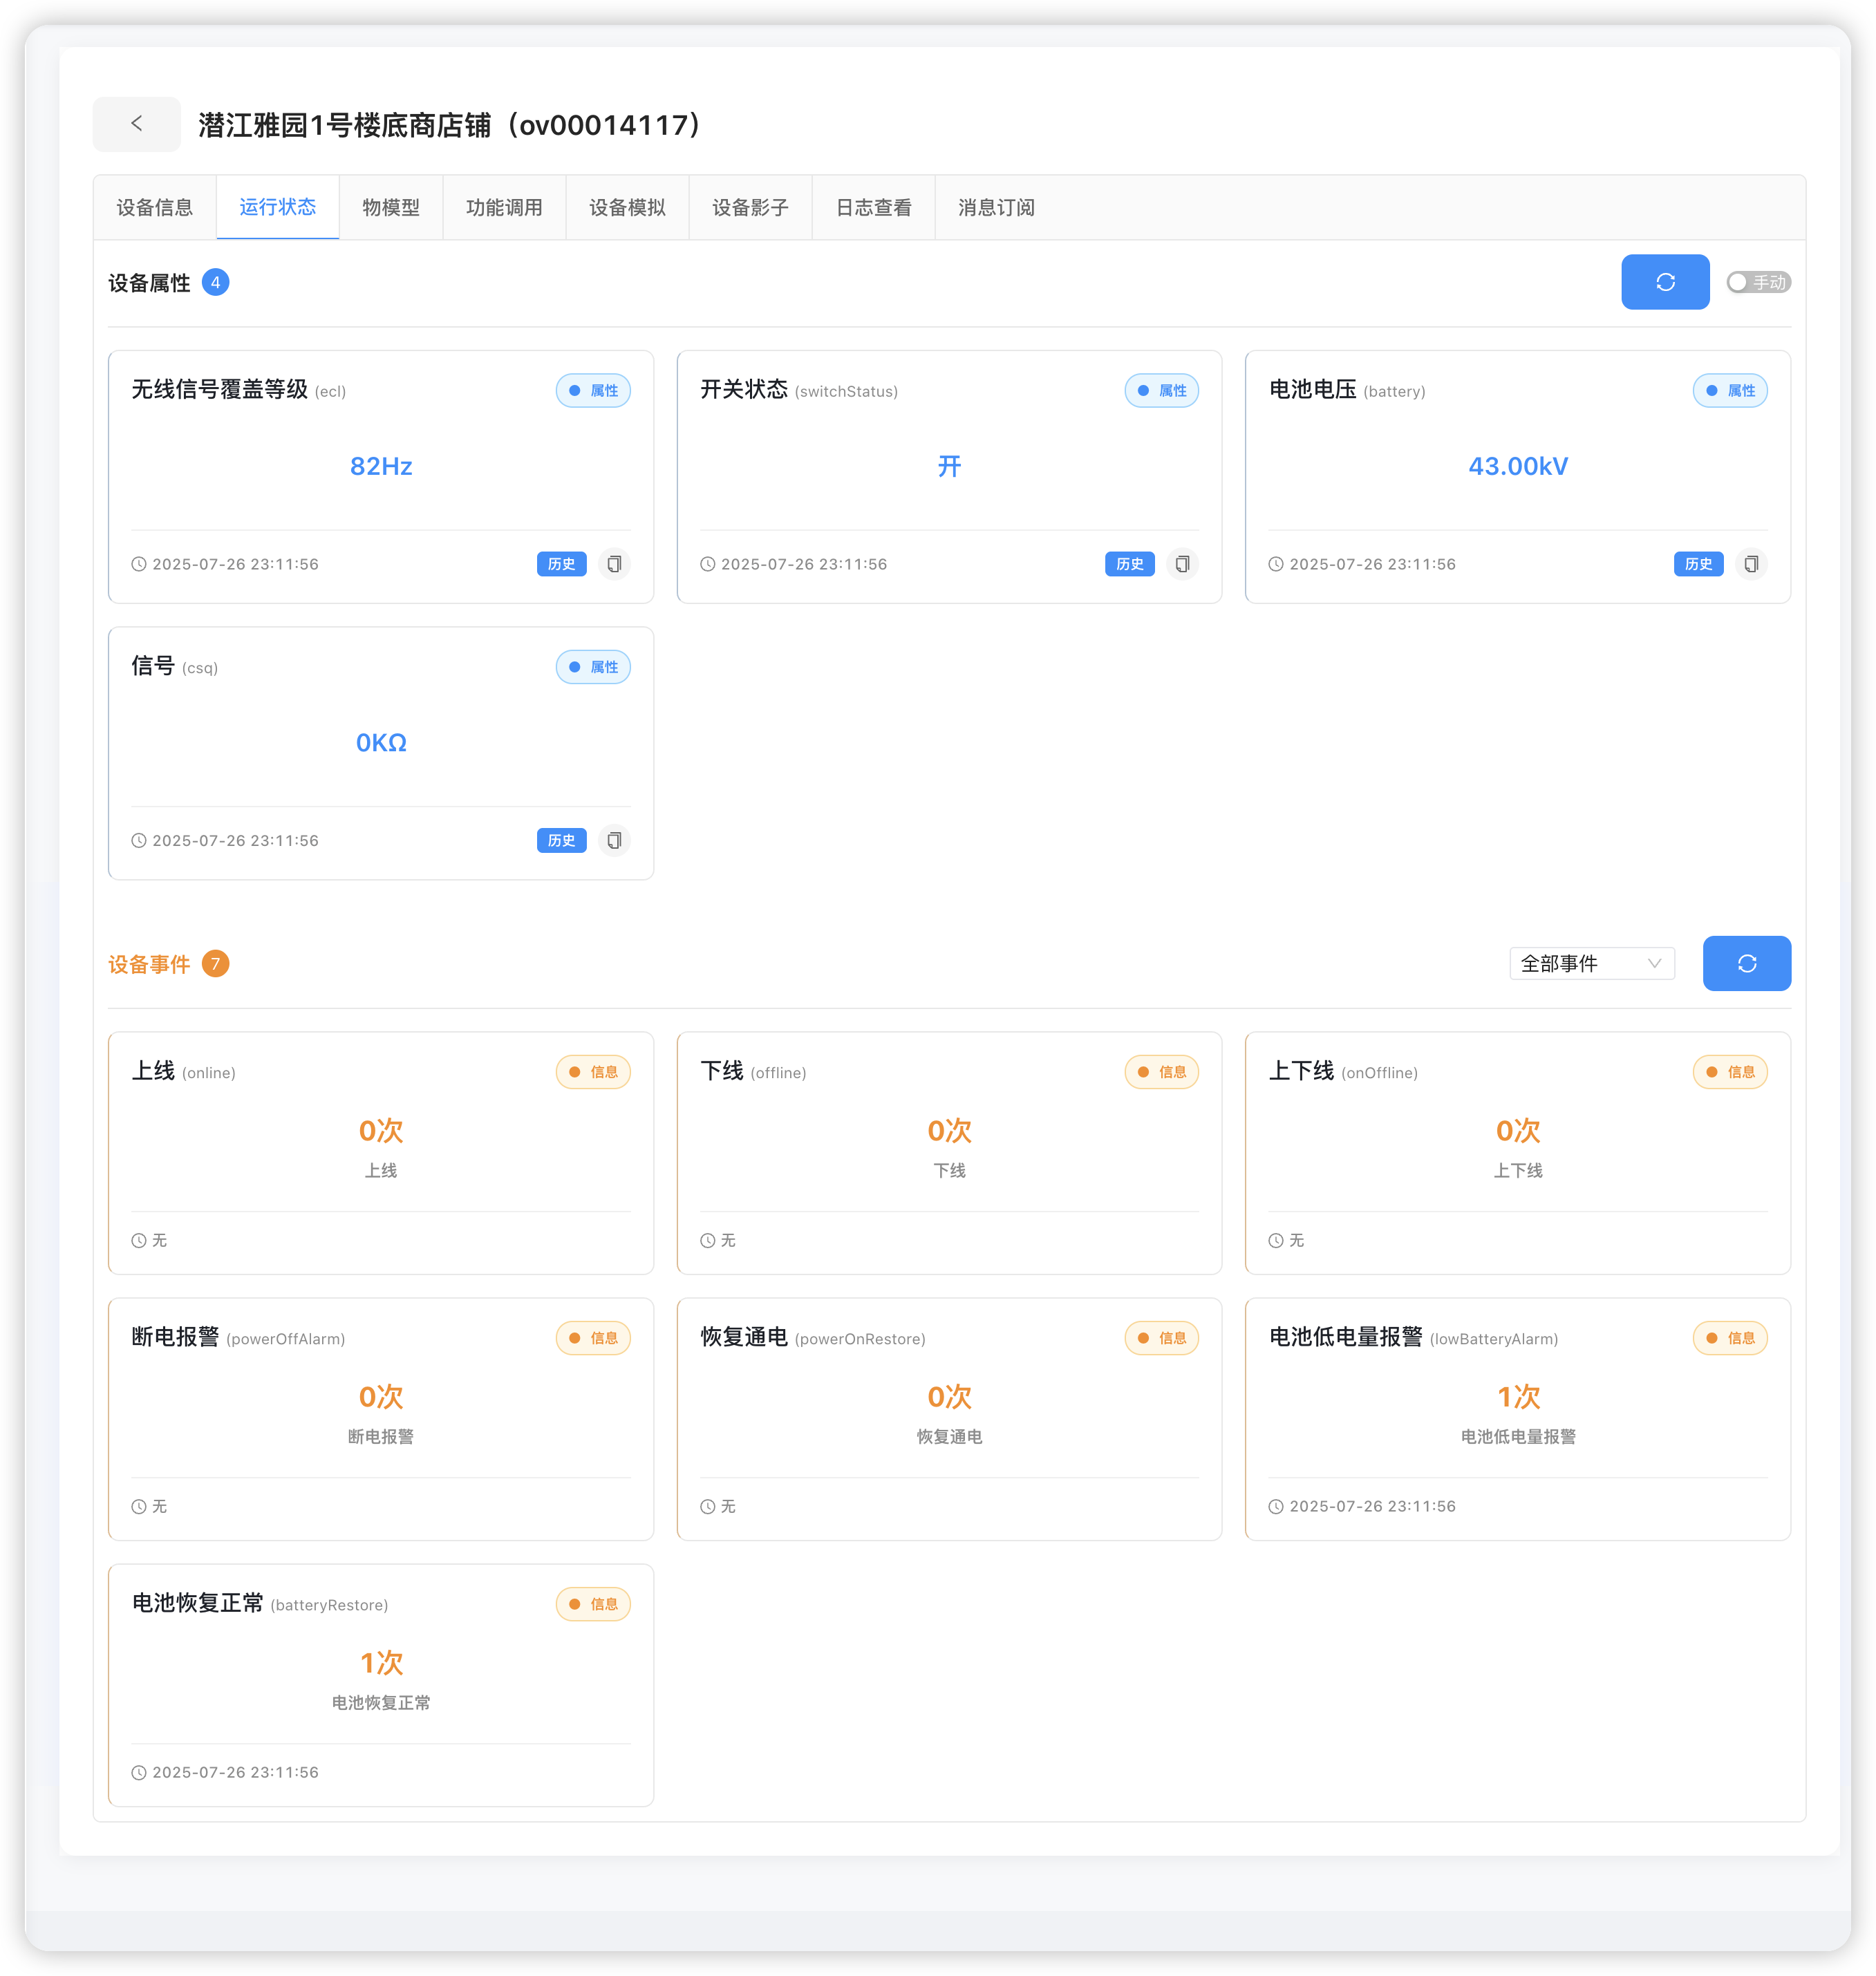 潜江雅园1号楼底商店铺（ov00014117）
设备信息 运行状态 物模型 功能调用 设备模拟 设备影子 日志查看 消息订阅
设备属性 4 手动
无线信号覆盖等级 (ecl) 属性
82Hz
2025-07-26 23:11:56 历史
开关状态 (switchStatus) 属性
开
2025-07-26 23:11:56 历史
电池电压 (battery) 属性
43.00kV
2025-07-26 23:11:56 历史
信号 (csq) 属性
0KΩ
2025-07-26 23:11:56 历史
设备事件 7 全部事件
上线 (online) 信息
0次
上线
无
下线 (offline) 信息
0次
下线
无
上下线 (onOffline) 信息
0次
上下线
无
断电报警 (powerOffAlarm) 信息
0次
断电报警
无
恢复通电 (powerOnRestore) 信息
0次
恢复通电
无
电池低电量报警 (lowBatteryAlarm) 信息
1次
电池低电量报警
2025-07-26 23:11:56
电池恢复正常 (batteryRestore) 信息
1次
电池恢复正常
2025-07-26 23:11:56